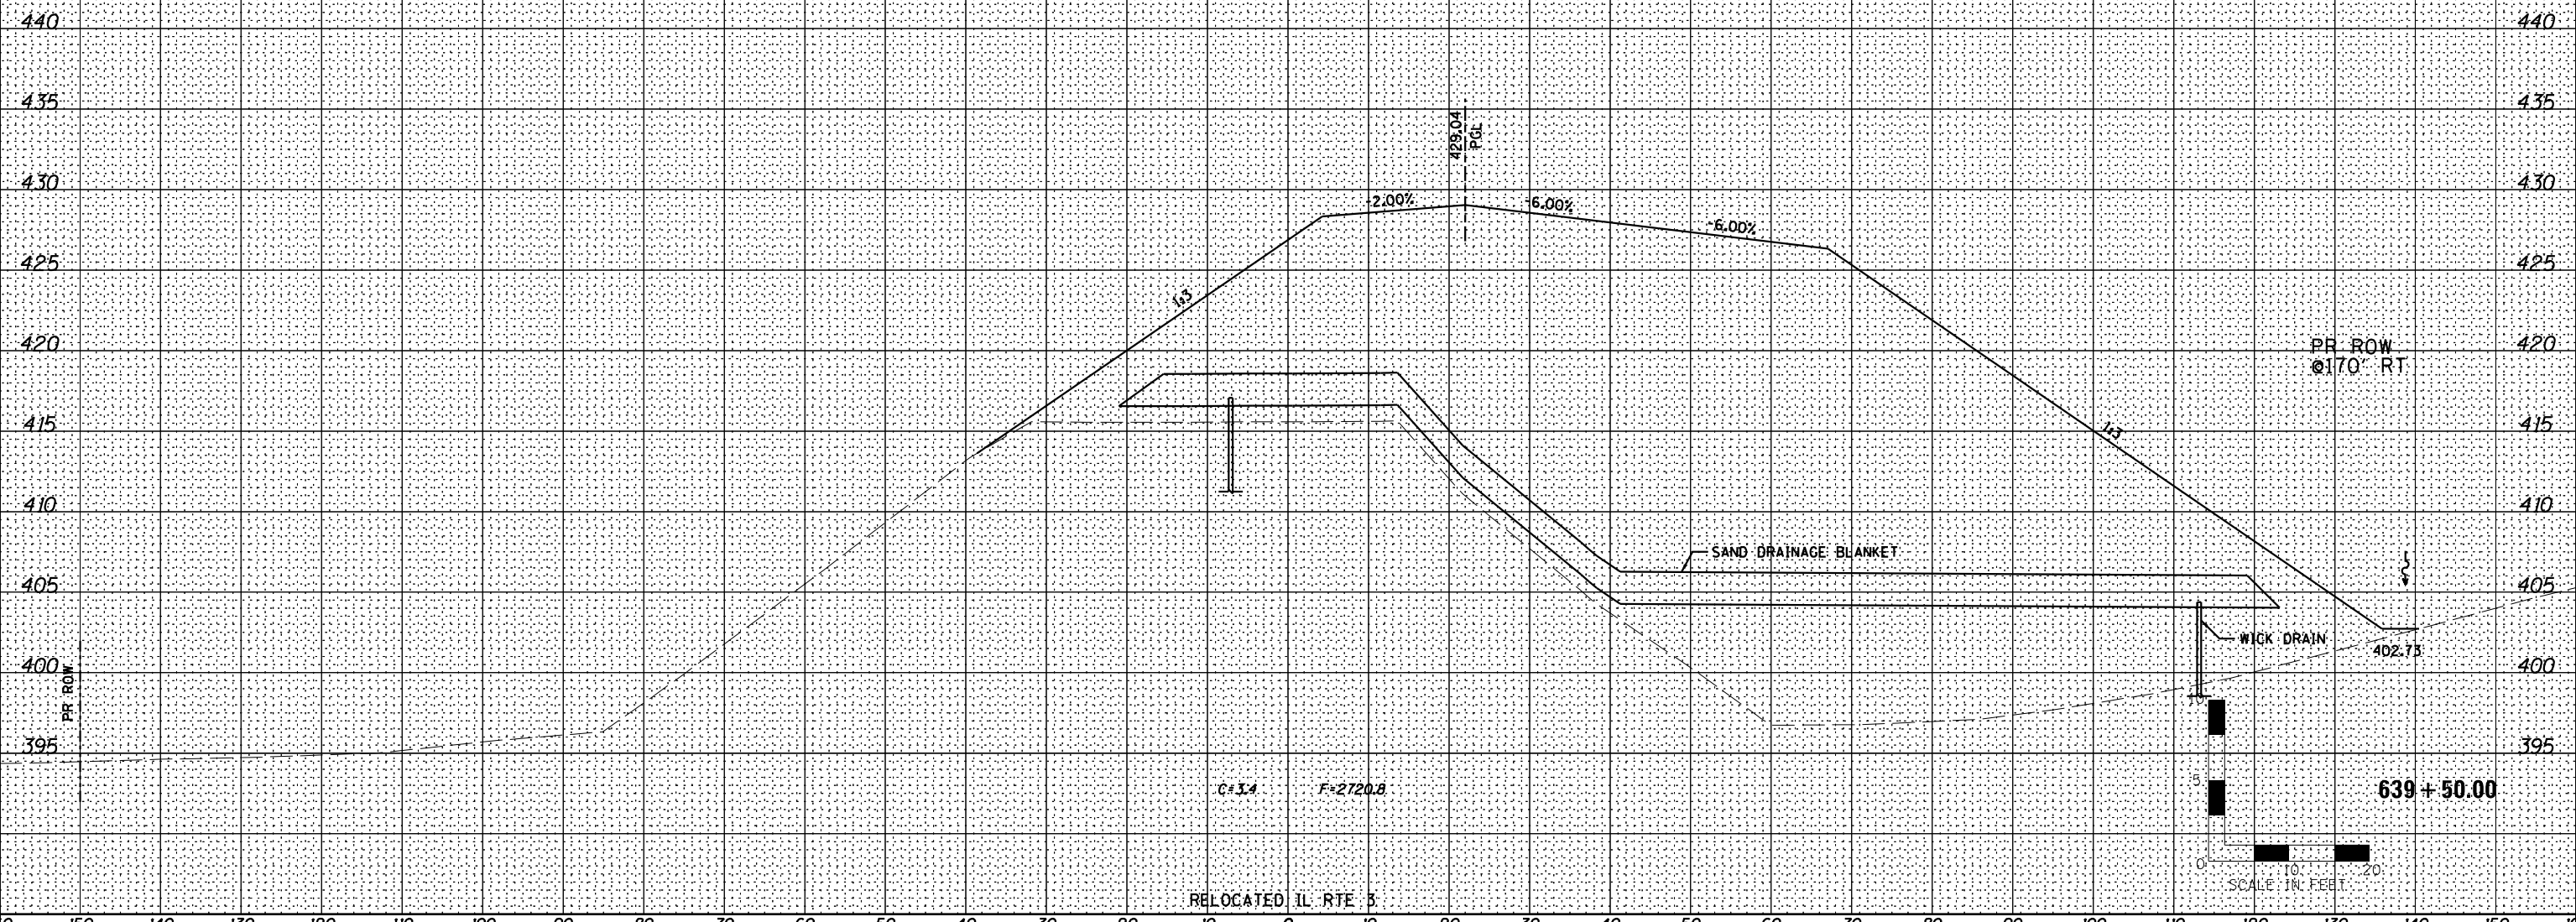 440
440
435
435
429.04
PGL
430
430
-2.00%
-6.00%
-6.00%
425
425
1:3
420
420
PR ROW
@170' RT
415
415
1:3
410
410
SAND DRAINAGE BLANKET
405
405
WICK DRAIN
402.73
400
400
PR ROW
10
395
395
C=3.4
F=2720.8
5
639 + 50.00
0
10
20
SCALE IN FEET
RELOCATED IL RTE 3